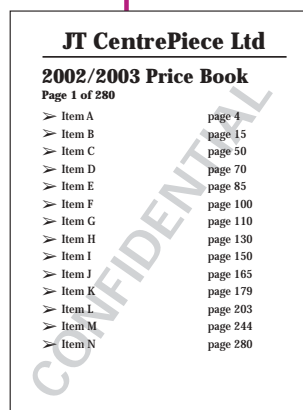 JT CentrePiece Ltd
2002/2003 Price Book
Page 1 of 280
➢ Item A page 4
➢ Item B page 15
➢ Item C page 50
➢ Item D page 70
➢ Item E page 85
➢ Item F page 100
➢ Item G page 110
➢ Item H page 130
➢ Item I page 150
➢ Item J page 165
➢ Item K page 179
➢ Item L page 203
➢ Item M page 244
➢ Item N page 280
CONFIDENTIAL